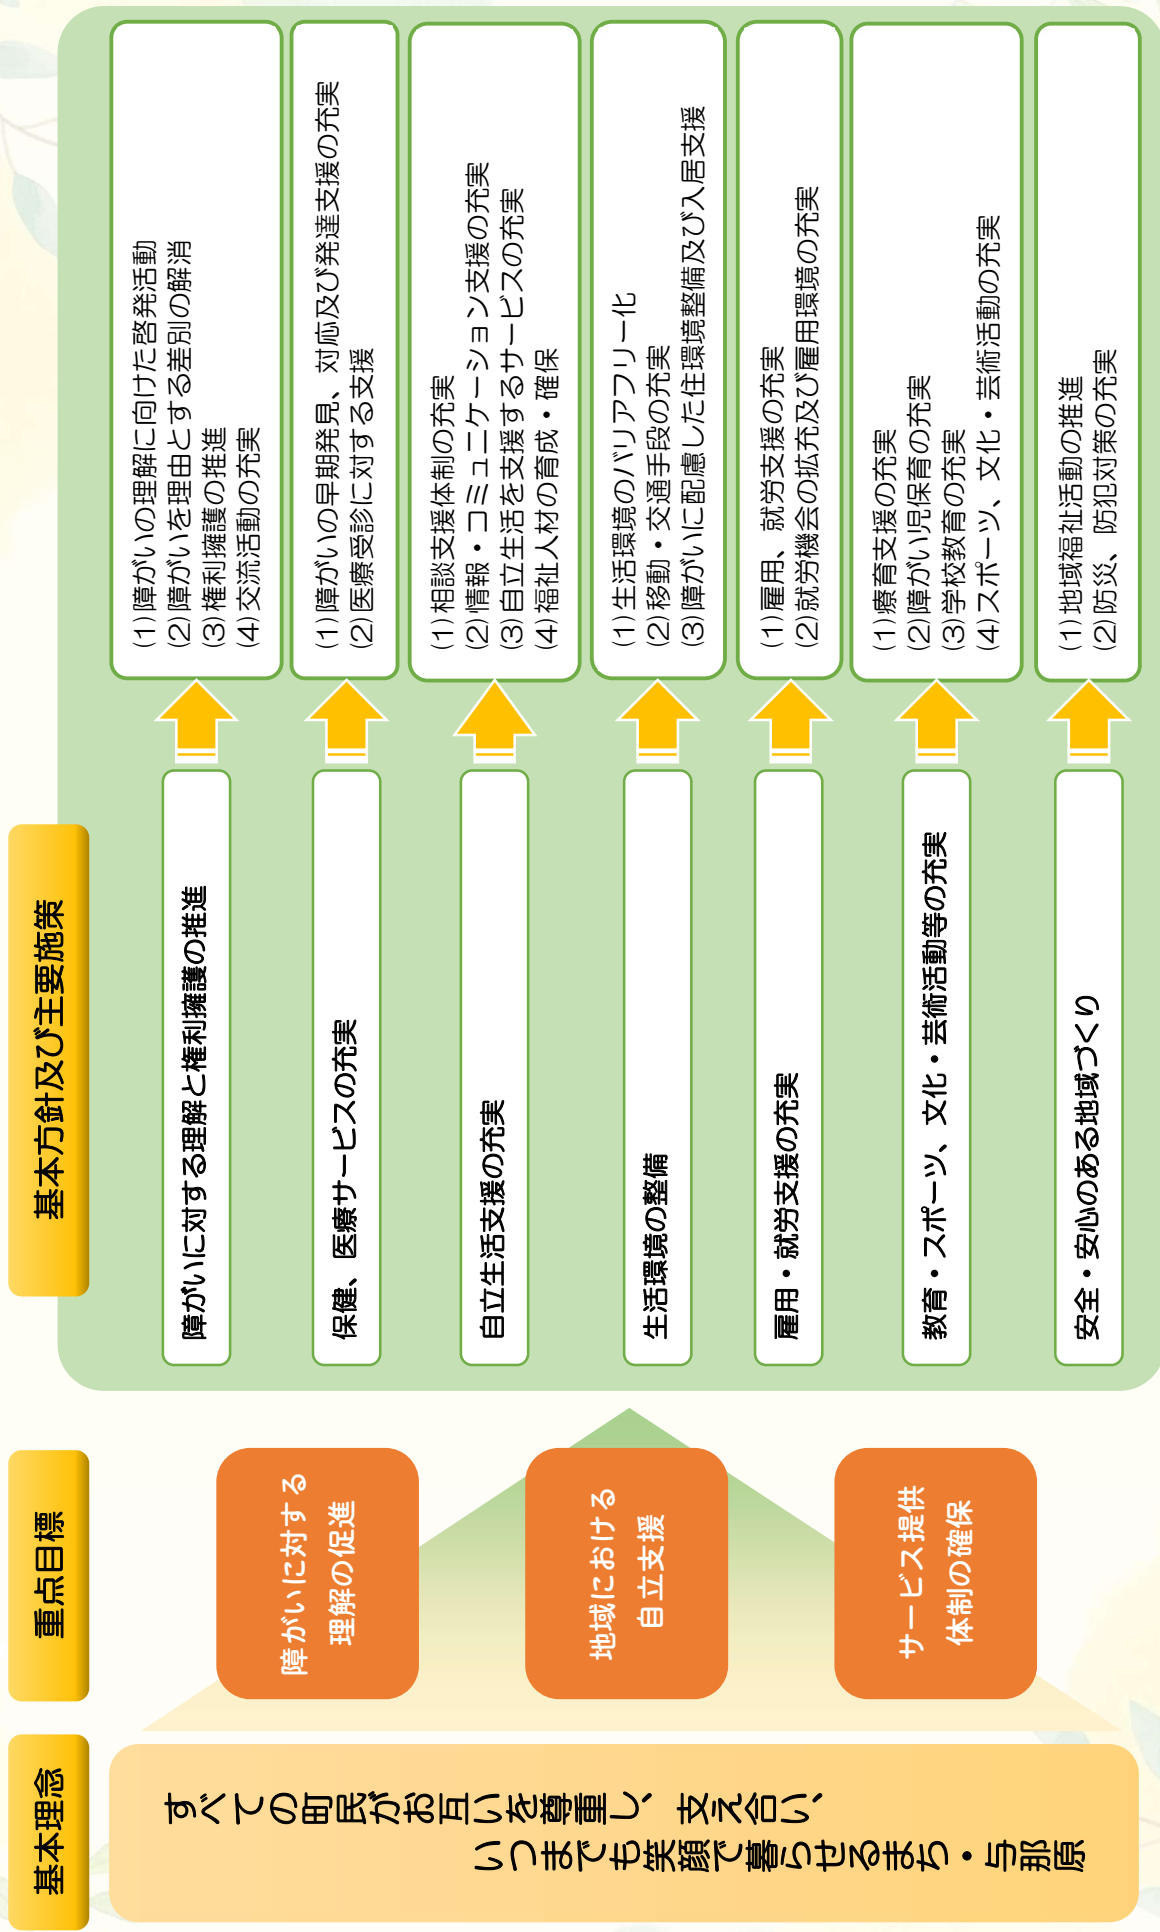 基本理念
すべての町民がお互いを尊重し、支え合い、
いつまでも笑顔で暮らせるまち・与那原
重点目標
障がいに対する
理解の促進
地域における
自立支援
サービス提供
体制の確保
基本方針及び主要施策
障がいに対する理解と権利擁護の推進
(1)障がいの理解に向けた啓発活動
(2)障がいを理由とする差別の解消
(3)権利擁護の推進
(4)交流活動の充実
保健、医療サービスの充実
(1)障がいの早期発見、対応及び発達支援の充実
(2)医療受診に対する支援
自立生活支援の充実
(1)相談支援体制の充実
(2)情報・コミュニケーション支援の充実
(3)自立生活を支援するサービスの充実
(4)福祉人材の育成・確保
生活環境の整備
(1)生活環境のバリアフリー化
(2)移動・交通手段の充実
(3)障がいに配慮した住環境整備及び入居支援
雇用・就労支援の充実
(1)雇用、就労支援の充実
(2)就労機会の拡充及び雇用環境の充実
教育・スポーツ、文化・芸術活動等の充実
(1)療育支援の充実
(2)障がい児保育の充実
(3)学校教育の充実
(4)スポーツ、文化・芸術活動の充実
安全・安心のある地域づくり
(1)地域福祉活動の推進
(2)防災、防犯対策の充実